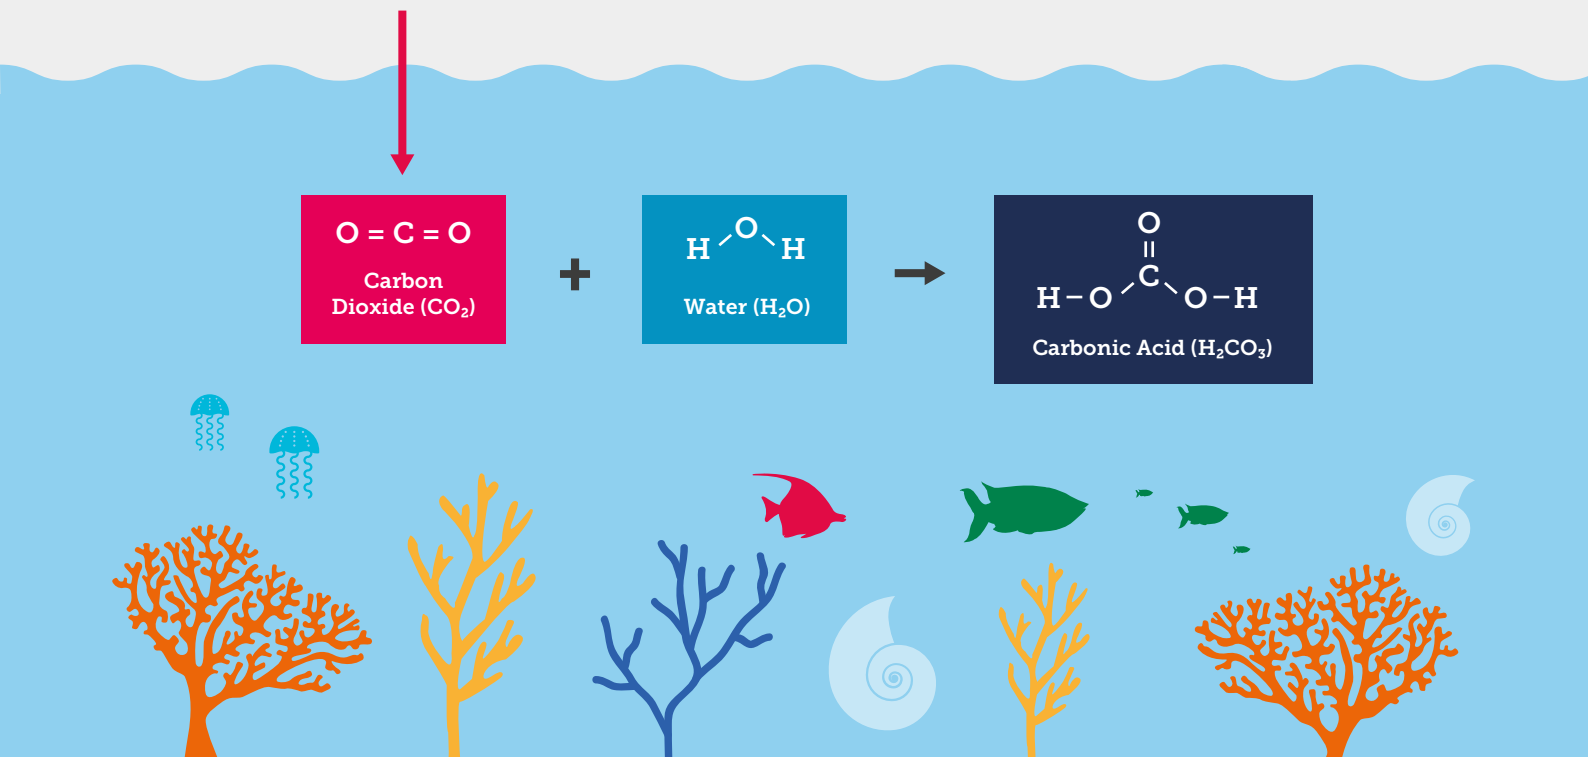 O = C = O
Carbon
Dioxide (CO₂)
+
O
H H
Water (H₂O)
O
C
H – O O – H
Carbonic Acid (H₂CO₃)